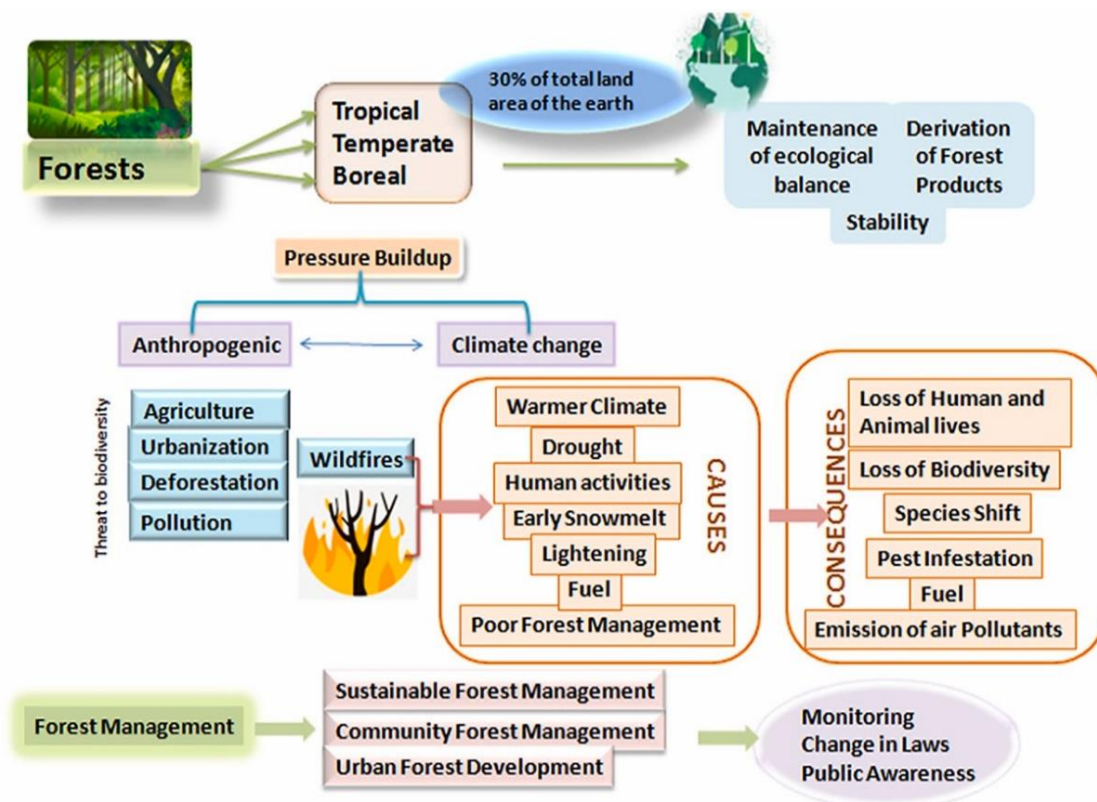 Forests
Tropical
Temperate
Boreal
30% of total land
area of the earth
Maintenance
of ecological
balance
Derivation
of Forest
Products
Stability
Pressure Buildup
Anthropogenic
Climate change
Threat to biodiversity
Agriculture
Urbanization
Deforestation
Pollution
Wildfires
Warmer Climate
Drought
Human activities
Early Snowmelt
Lightening
Fuel
Poor Forest Management
CAUSES
CONSEQUENCES
Loss of Human and
Animal lives
Loss of Biodiversity
Species Shift
Pest Infestation
Fuel
Emission of air Pollutants
Forest Management
Sustainable Forest Management
Community Forest Management
Urban Forest Development
Monitoring
Change in Laws
Public Awareness